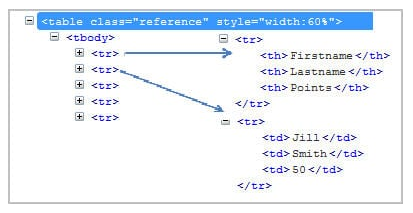 <table class="reference" style="width:60%">
<tbody>
<tr>
<tr>
<tr>
<tr>
<tr>
<tr>
<th>Firstname</th>
<th>Lastname</th>
<th>Points</th>
</tr>
<tr>
<td>Jill</td>
<td>Smith</td>
<td>50</td>
</tr>